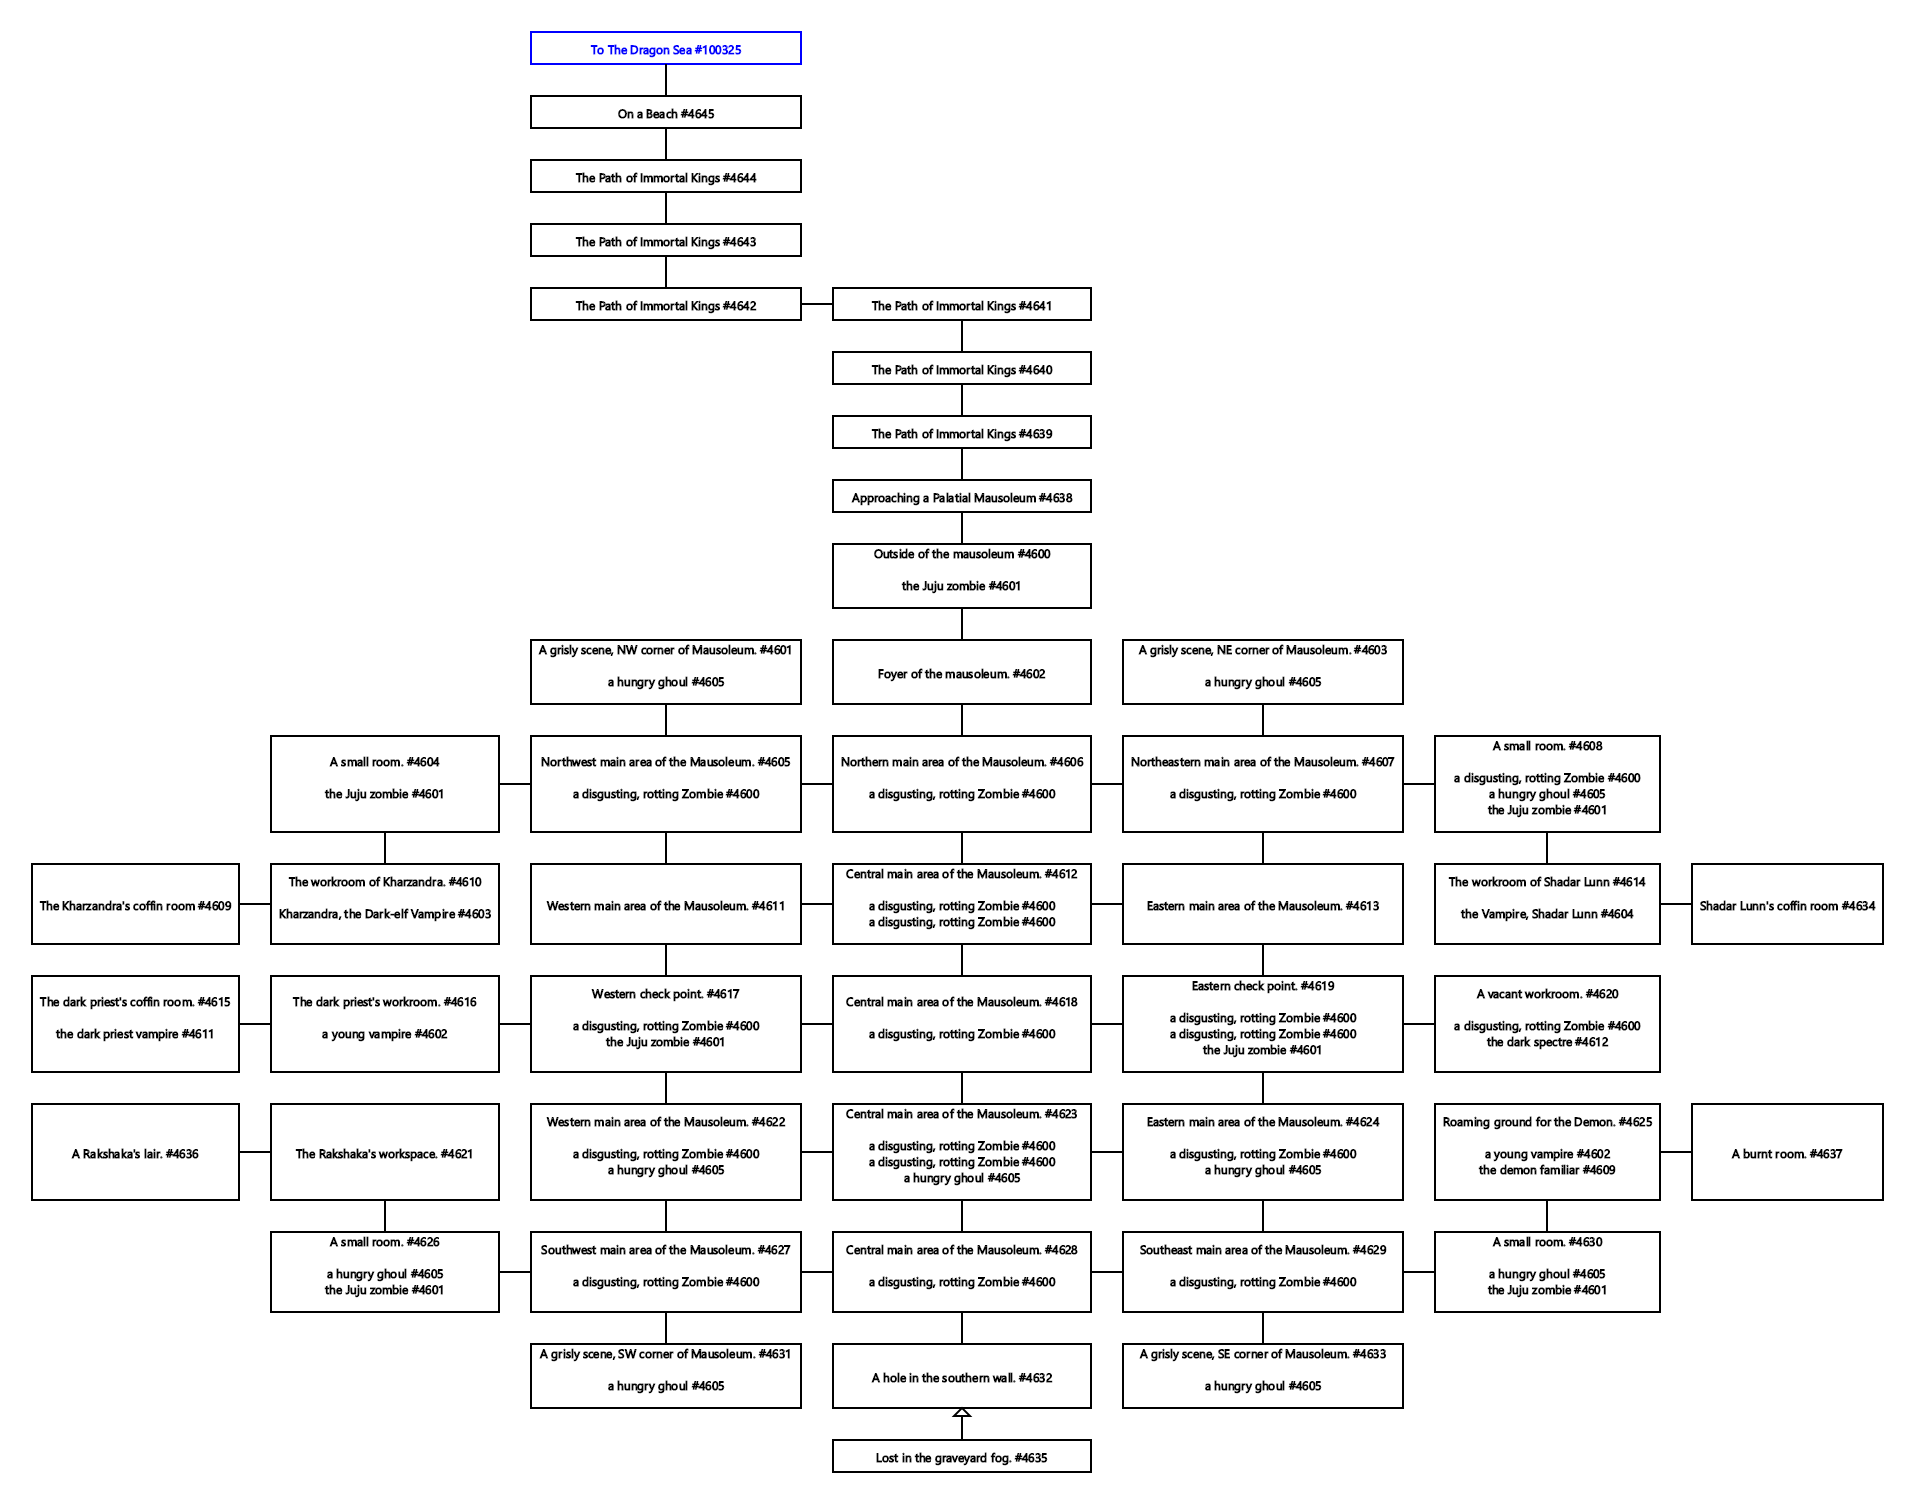 To The Dragon Sea #100325
On a Beach #4645
The Path of Immortal Kings #4644
The Path of Immortal Kings #4643
The Path of Immortal Kings #4642
The Path of Immortal Kings #4641
The Path of Immortal Kings #4640
The Path of Immortal Kings #4639
Approaching a Palatial Mausoleum #4638
Outside of the mausoleum #4600
the Juju zombie #4601
A grisly scene, NW corner of Mausoleum. #4601
a hungry ghoul #4605
Foyer of the mausoleum. #4602
A grisly scene, NE corner of Mausoleum. #4603
a hungry ghoul #4605
A small room. #4604
the Juju zombie #4601
Northwest main area of the Mausoleum. #4605
a disgusting, rotting Zombie #4600
Northern main area of the Mausoleum. #4606
a disgusting, rotting Zombie #4600
Northeastern main area of the Mausoleum. #4607
a disgusting, rotting Zombie #4600
A small room. #4608
a disgusting, rotting Zombie #4600
a hungry ghoul #4605
the Juju zombie #4601
The Kharzandra's coffin room #4609
The workroom of Kharzandra. #4610
Kharzandra, the Dark-elf Vampire #4603
Western main area of the Mausoleum. #4611
Central main area of the Mausoleum. #4612
a disgusting, rotting Zombie #4600
a disgusting, rotting Zombie #4600
Eastern main area of the Mausoleum. #4613
The workroom of Shadar Lunn #4614
the Vampire, Shadar Lunn #4604
Shadar Lunn's coffin room #4634
The dark priest's coffin room. #4615
the dark priest vampire #4611
The dark priest's workroom. #4616
a young vampire #4602
Western check point. #4617
a disgusting, rotting Zombie #4600
the Juju zombie #4601
Central main area of the Mausoleum. #4618
a disgusting, rotting Zombie #4600
Eastern check point. #4619
a disgusting, rotting Zombie #4600
a disgusting, rotting Zombie #4600
the Juju zombie #4601
A vacant workroom. #4620
a disgusting, rotting Zombie #4600
the dark spectre #4612
A Rakshaka's lair. #4636
The Rakshaka's workspace. #4621
Western main area of the Mausoleum. #4622
a disgusting, rotting Zombie #4600
a hungry ghoul #4605
Central main area of the Mausoleum. #4623
a disgusting, rotting Zombie #4600
a disgusting, rotting Zombie #4600
a hungry ghoul #4605
Eastern main area of the Mausoleum. #4624
a disgusting, rotting Zombie #4600
a hungry ghoul #4605
Roaming ground for the Demon. #4625
a young vampire #4602
the demon familiar #4609
A burnt room. #4637
A small room. #4626
a hungry ghoul #4605
the Juju zombie #4601
Southwest main area of the Mausoleum. #4627
a disgusting, rotting Zombie #4600
Central main area of the Mausoleum. #4628
a disgusting, rotting Zombie #4600
Southeast main area of the Mausoleum. #4629
a disgusting, rotting Zombie #4600
A small room. #4630
a hungry ghoul #4605
the Juju zombie #4601
A grisly scene, SW corner of Mausoleum. #4631
a hungry ghoul #4605
A hole in the southern wall. #4632
A grisly scene, SE corner of Mausoleum. #4633
a hungry ghoul #4605
Lost in the graveyard fog. #4635